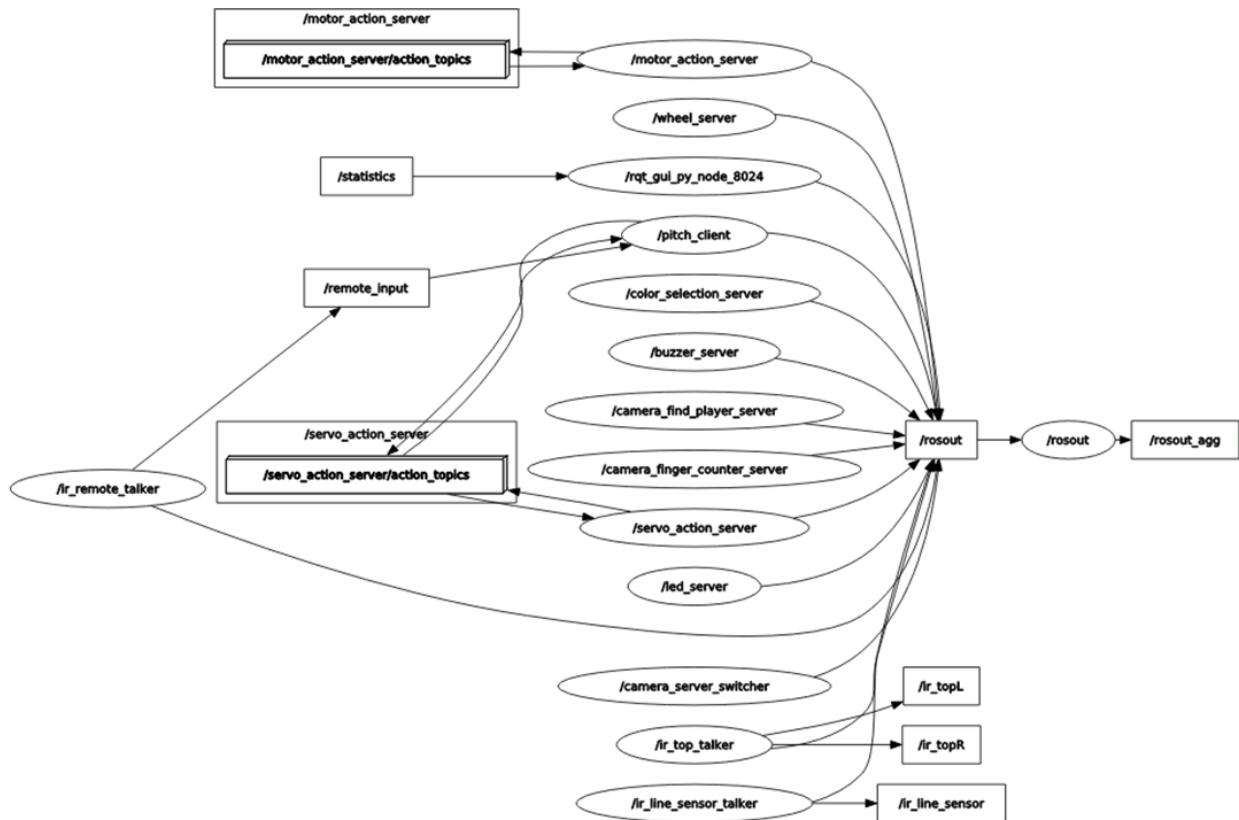 /motor_action_server
/motor_action_server/action_topics
/motor_action_server
/wheel_server
/statistics
/rqt_gui_py_node_8024
/pitch_client
/remote_input
/color_selection_server
/buzzer_server
/camera_find_player_server
/servo_action_server
/rosout
/rosout
/rosout_agg
/camera_finger_counter_server
/servo_action_server/action_topics
/ir_remote_talker
/servo_action_server
/led_server
/camera_server_switcher
/ir_topL
/ir_top_talker
/ir_topR
/ir_line_sensor_talker
/ir_line_sensor